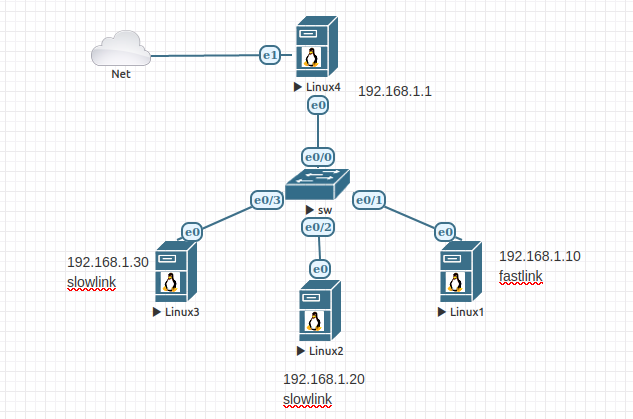 Net
e1
Linux4
192.168.1.1
e0
e0/0
e0/3
e0/1
sw
e0
e0/2
e0
192.168.1.30
slowlink
192.168.1.10
fastlink
e0
Linux3
Linux1
Linux2
192.168.1.20
slowlink